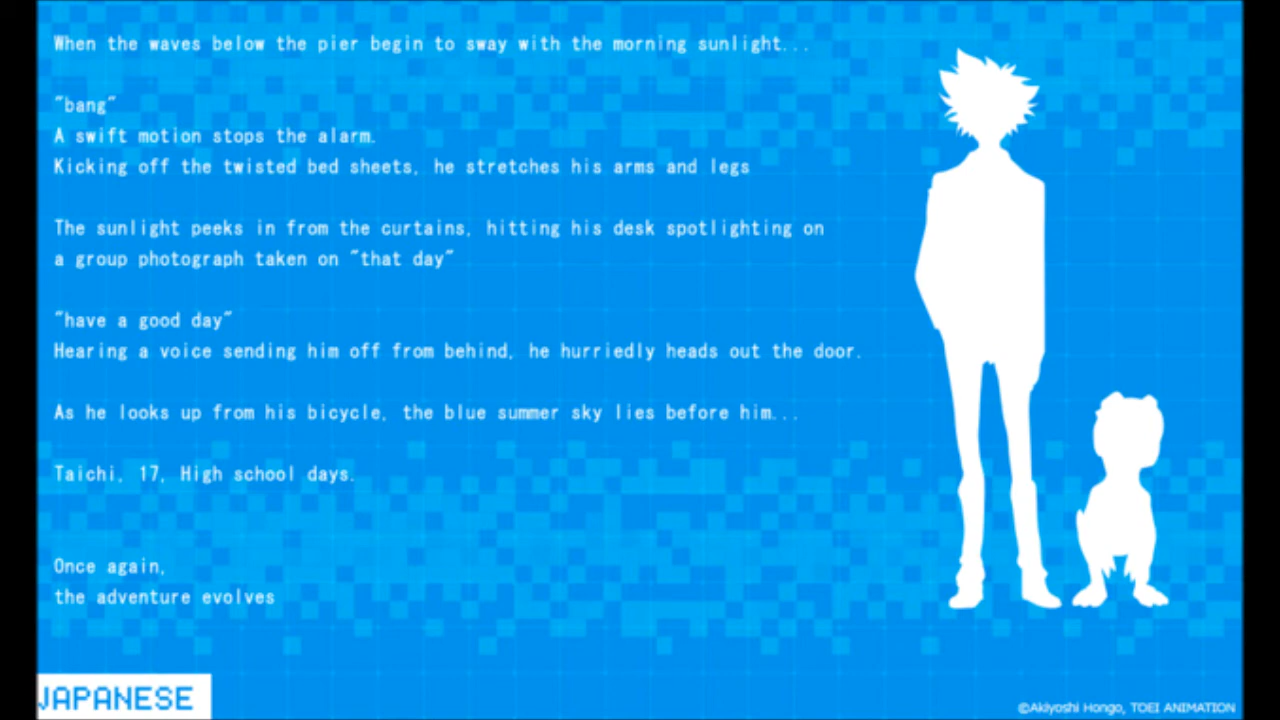 When the waves below the pier begin to sway with the morning sunlight...
"bang"
A swift motion stops the alarm.
Kicking off the twisted bed sheets, he stretches his arms and legs
The sunlight peeks in from the curtains, hitting his desk spotlighting on
a group photograph taken on "that day"
"have a good day"
Hearing a voice sending him off from behind, he hurriedly heads out the door.
As he looks up from his bicycle, the blue summer sky lies before him...
Taichi, 17, High school days.
Once again,
the adventure evolves
JAPANESE
©Akiyoshi Hongo, TOEI ANIMATION